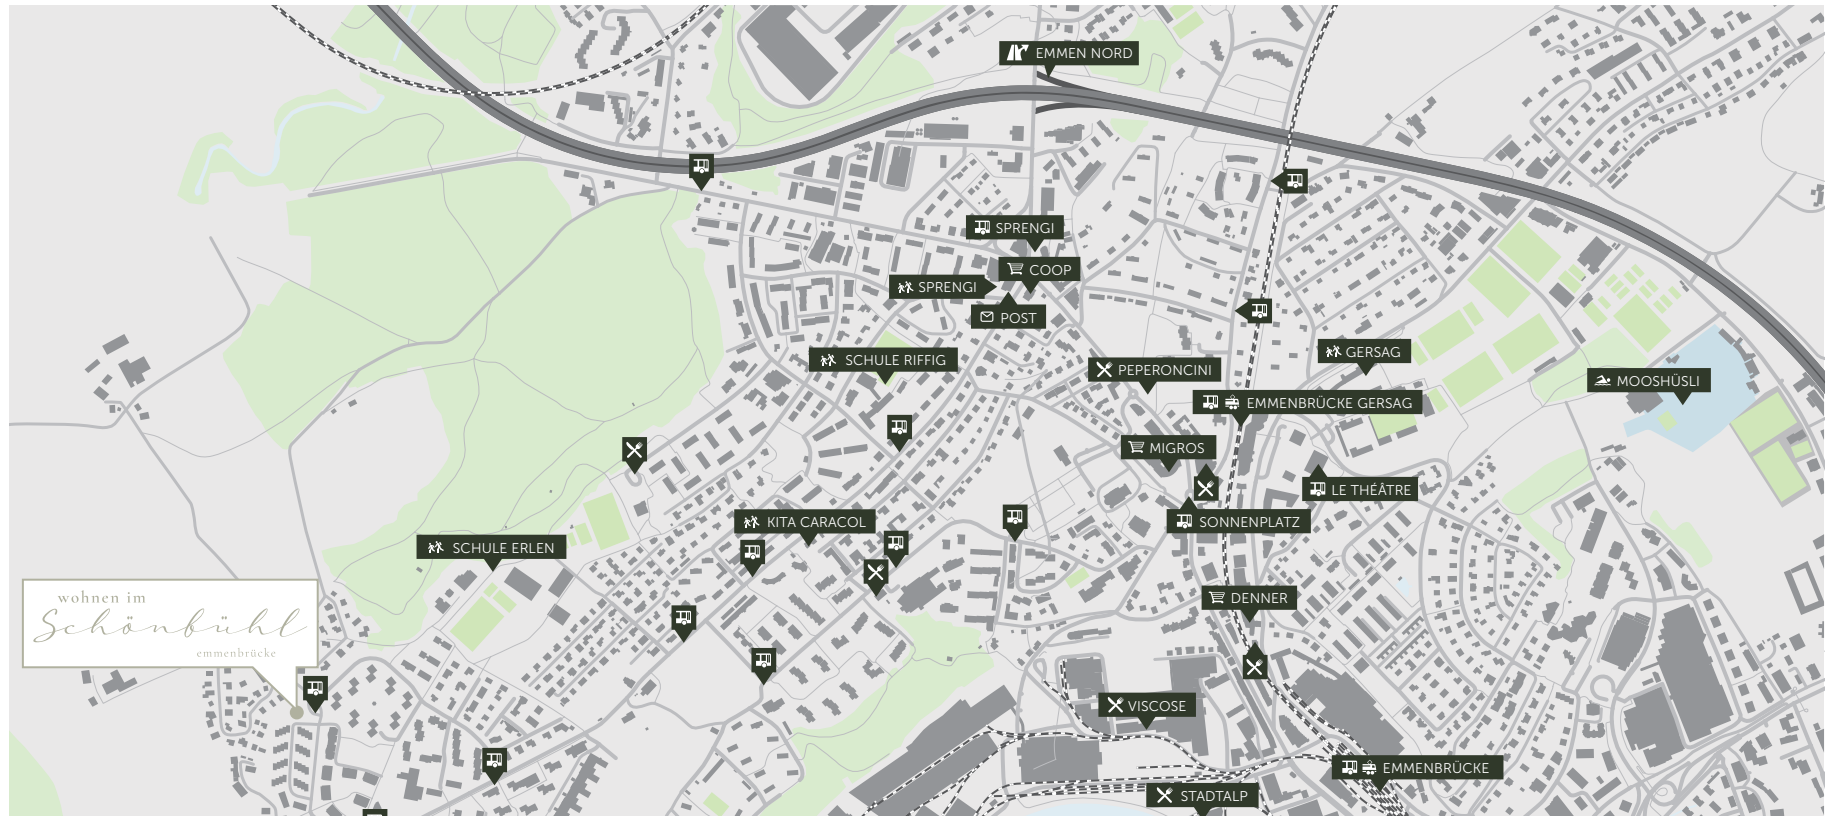 EMMEN NORD
SPRENGI
COOP
SPRENGI
POST
SCHULE RIFFIG
PEPERONCINI
GERSAG
MOOSHÜSLI
EMMENBRÜCKE GERSAG
MIGROS
LE THÉÂTRE
KITA CARACOL
SONNENPLATZ
SCHULE ERLEN
wohnen im
Schönbühl
emmenbrücke
DENNER
VISCOSE
EMMENBRÜCKE
STADTALP